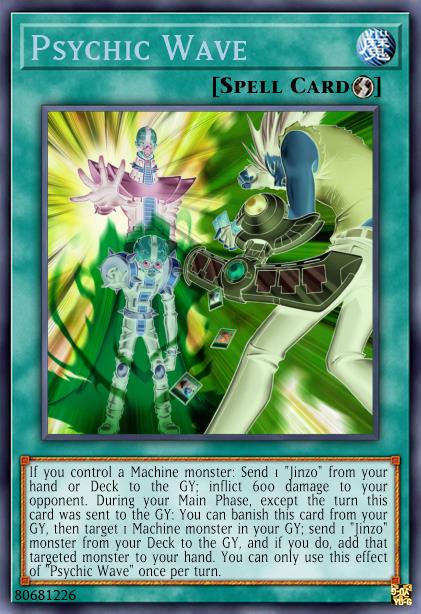 Psychic Wave
魔
[Spell Card]
If you control a Machine monster: Send 1 "Jinzo" from your
hand or Deck to the GY; inflict 600 damage to your
opponent. During your Main Phase, except the turn this
card was sent to the GY: You can banish this card from your
GY, then target 1 Machine monster in your GY; send 1 "Jinzo"
monster from your Deck to the GY, and if you do, add that
targeted monster to your hand. You can only use this effect
of "Psychic Wave" once per turn.
80681226